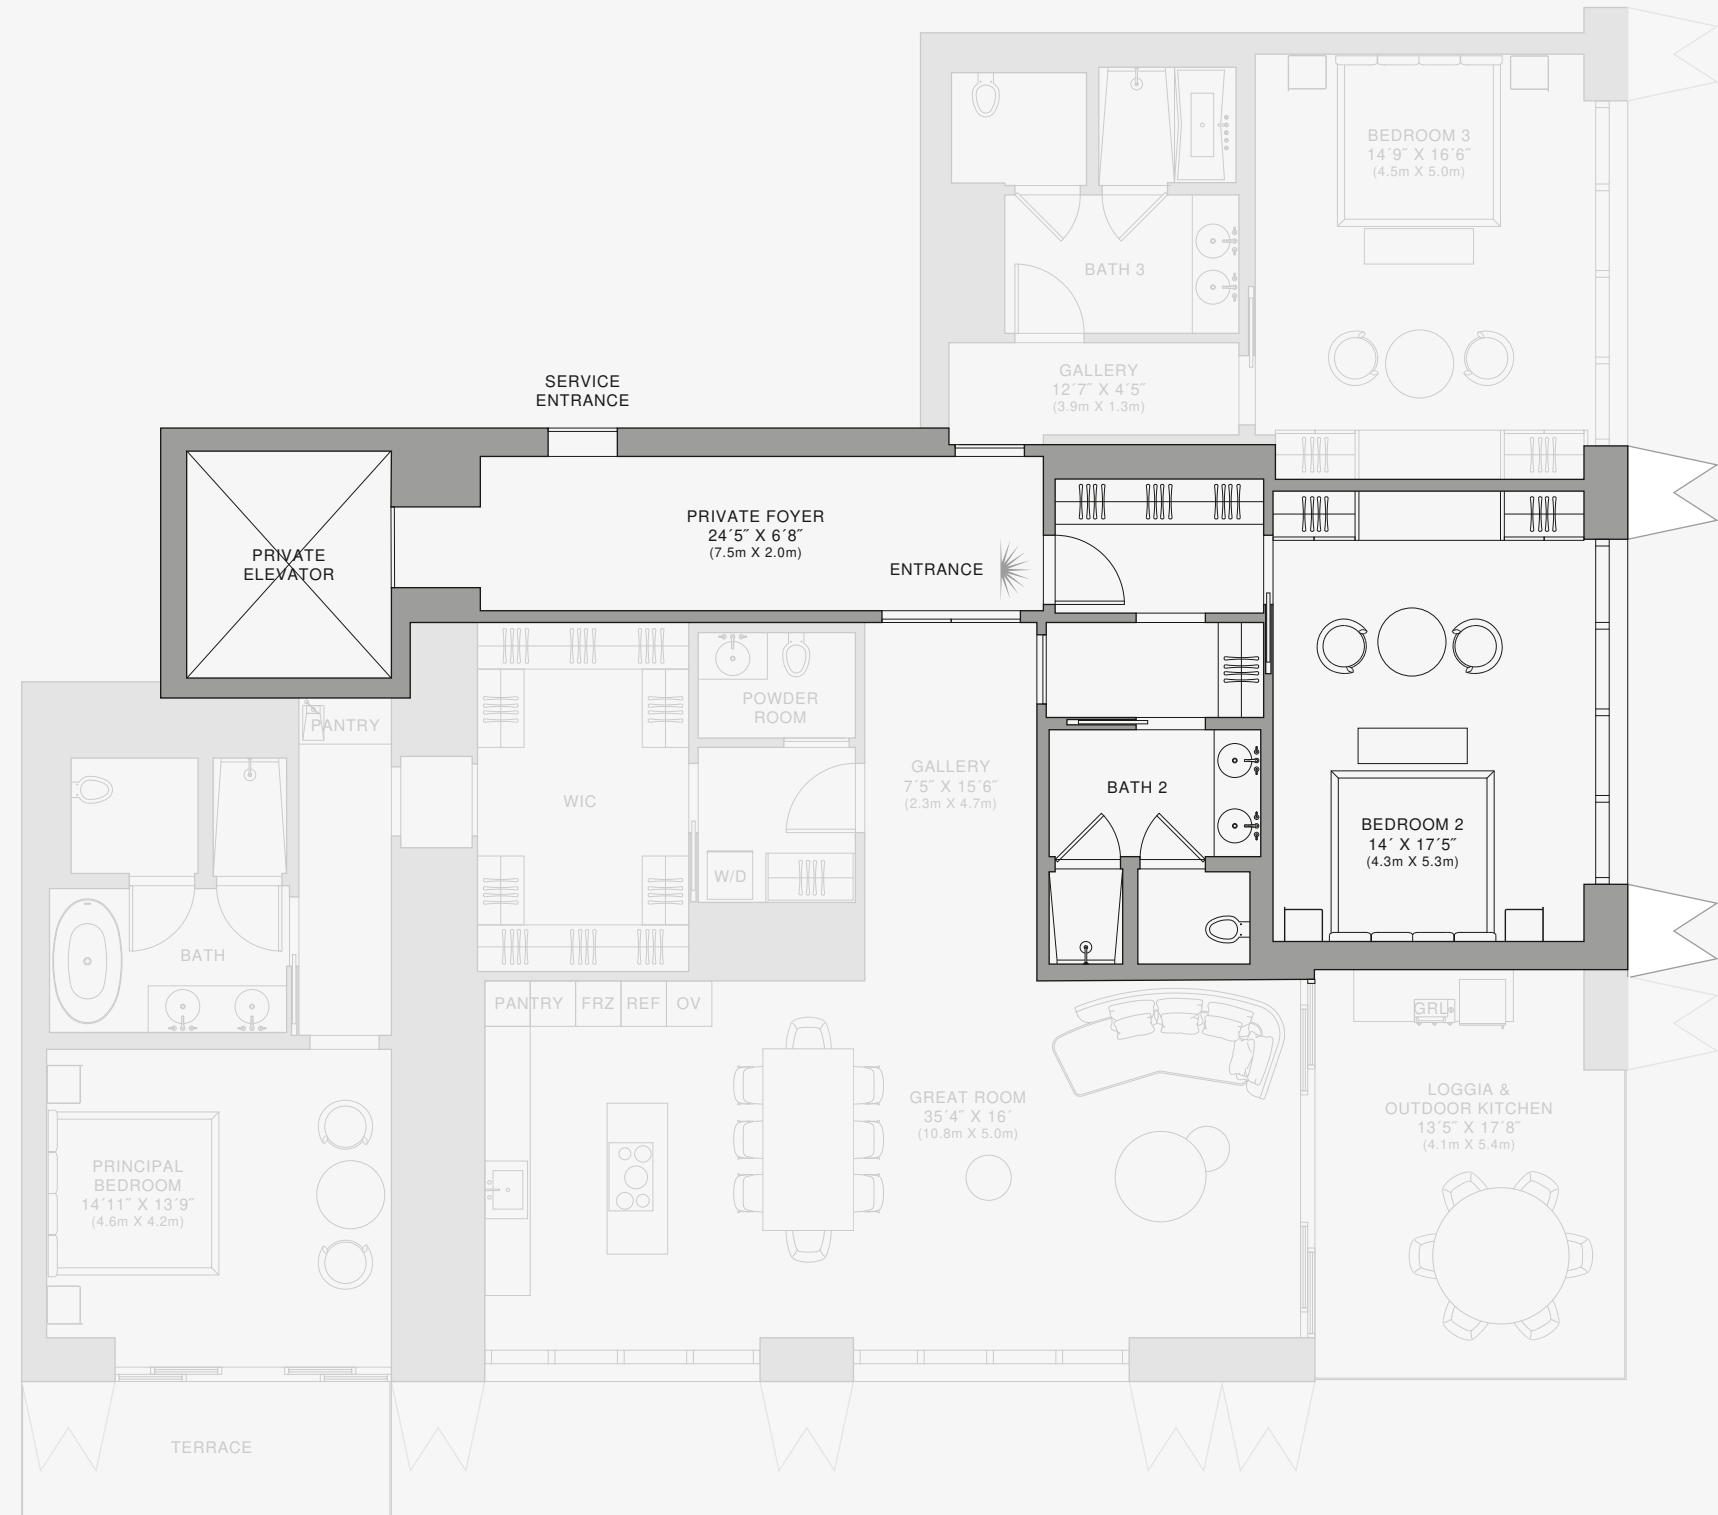 BEDROOM 3
14´9˝ X 16´6˝
(4.5m X 5.0m)
BATH 3
GALLERY
12´7˝ X 4´5˝
(3.9m X 1.3m)
SERVICE
ENTRANCE
PRIVATE FOYER
24´5˝ X 6´8˝
(7.5m X 2.0m)
ENTRANCE
PRIVATE
ELEVATOR
PANTRY
POWDER
ROOM
WIC
GALLERY
7´5˝ X 15´6˝
(2.3m X 4.7m)
BATH 2
BEDROOM 2
14´ X 17´5˝
(4.3m X 5.3m)
W/D
BATH
PANTRY
FRZ
REF
OV
GRL
GREAT ROOM
35´4˝ X 16´
(10.8m X 5.0m)
LOGGIA &
OUTDOOR KITCHEN
13´5˝ X 17´8˝
(4.1m X 5.4m)
PRINCIPAL
BEDROOM
14´11˝ X 13´9˝
(4.6m X 4.2m)
TERRACE